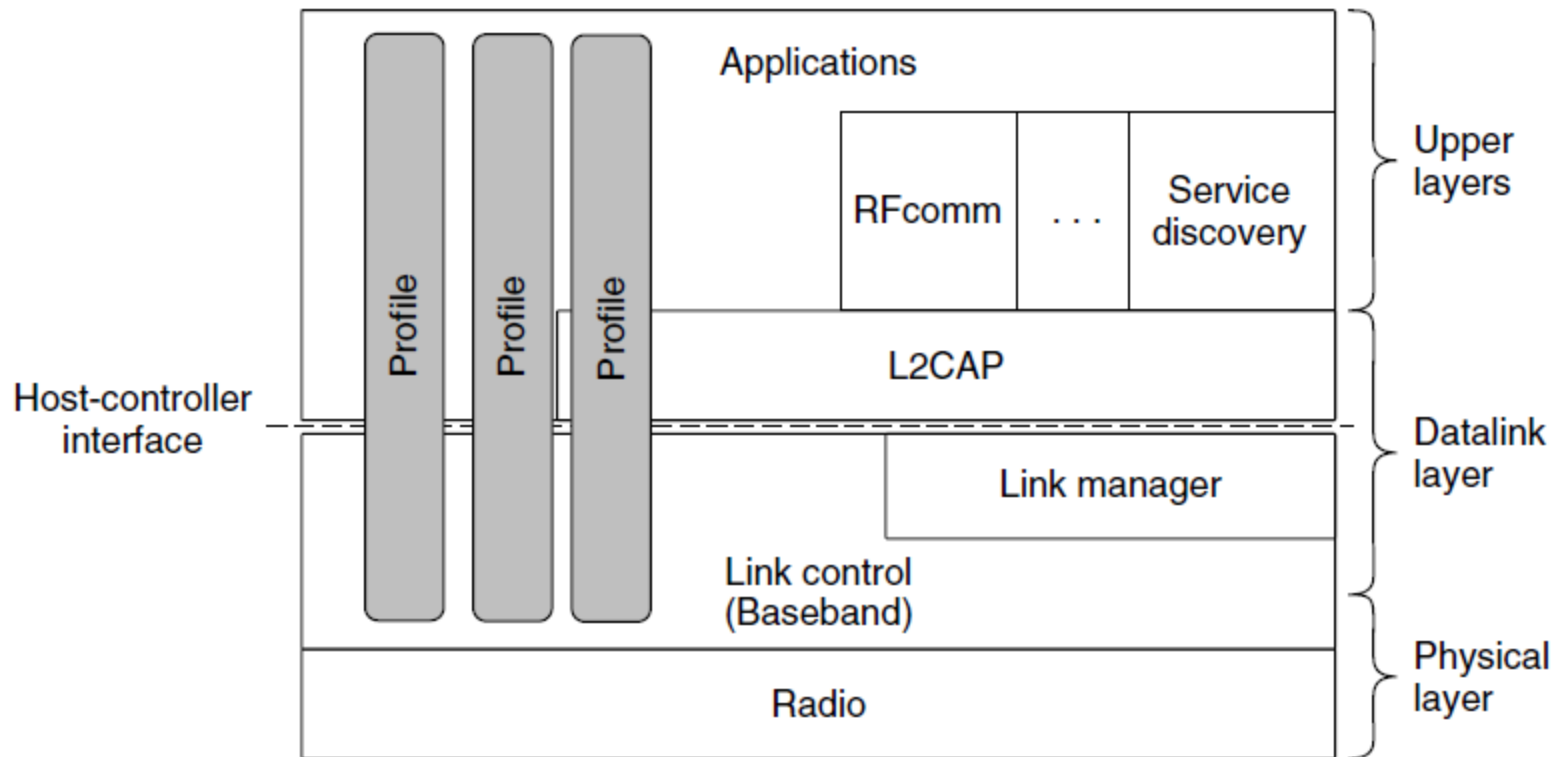 Applications
Upper
layers
RFcomm
. . .
Service
discovery
Profile
Profile
Profile
L2CAP
Host-controller
interface
Datalink
layer
Link manager
Link control
(Baseband)
Physical
layer
Radio